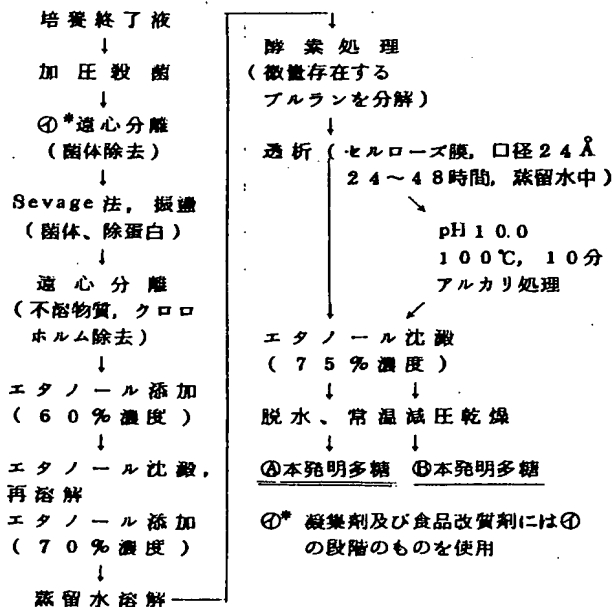 培養終了液
↓
加圧殺菌
↓
㋑*遠心分離
(菌体除去)
↓
Sevage法, 振盪
(菌体、除蛋白)
↓
遠心分離
(不溶物質, クロロ
ホルム除去)
↓
エタノール添加
(60%濃度)
↓
エタノール沈澱,
再溶解
エタノール添加
(70%濃度)
↓
蒸留水溶解
↓
酵素処理
(微量存在する
プルランを分解)
↓
透析(セルローズ膜, 口径24Å
24～48時間, 蒸留水中)
↘
pH10.0
100℃, 10分
アルカリ処理
↓ ↙
エタノール沈澱
(75%濃度)
↓ ↓
脱水、常温減圧乾燥
↓ ↓
Ⓐ本発明多糖 Ⓑ本発明多糖
㋑* 凝集剤及び食品改質剤には㋑
の段階のものを使用